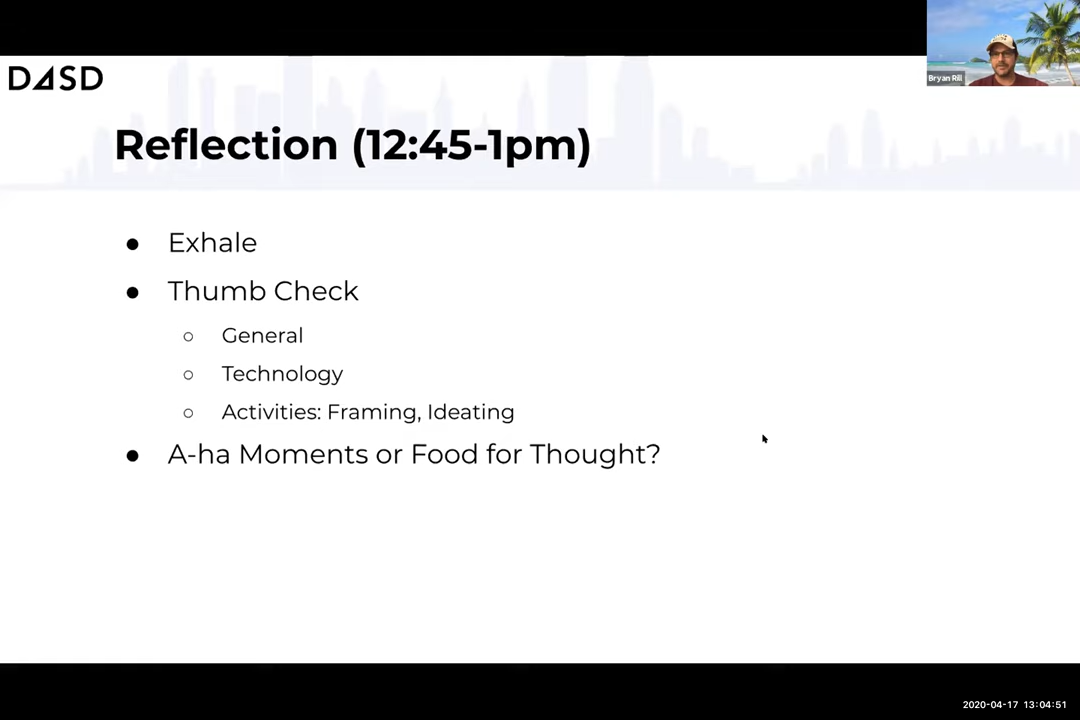 Bryan Rill
D4SD
Reflection (12:45-1pm)
● Exhale
● Thumb Check
○ General
○ Technology
○ Activities: Framing, Ideating
● A-ha Moments or Food for Thought?
2020-04-17 13:04:51